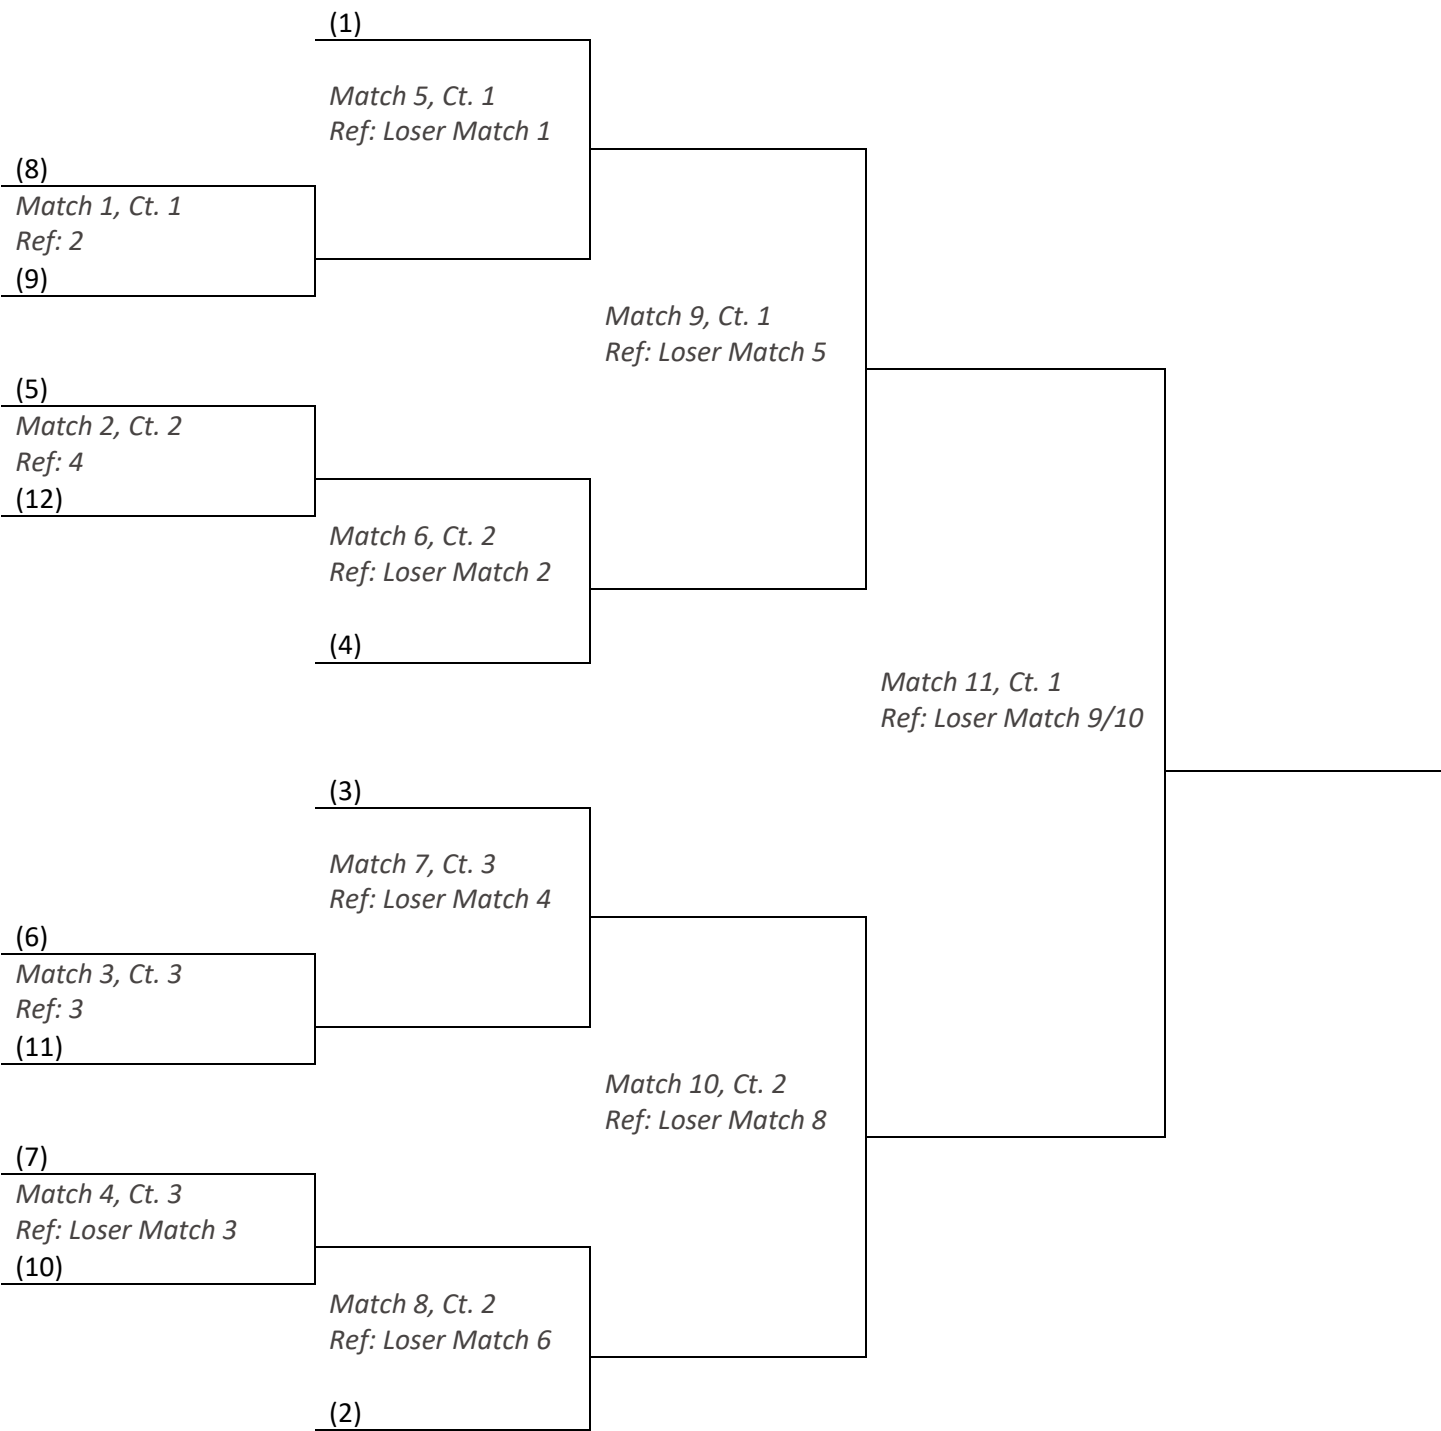 (1)
Match 5, Ct. 1
Ref: Loser Match 1
(8)
Match 1, Ct. 1
Ref: 2
(9)
Match 9, Ct. 1
Ref: Loser Match 5
(5)
Match 2, Ct. 2
Ref: 4
(12)
Match 6, Ct. 2
Ref: Loser Match 2
(4)
Match 11, Ct. 1
Ref: Loser Match 9/10
(3)
Match 7, Ct. 3
Ref: Loser Match 4
(6)
Match 3, Ct. 3
Ref: 3
(11)
Match 10, Ct. 2
Ref: Loser Match 8
(7)
Match 4, Ct. 3
Ref: Loser Match 3
(10)
Match 8, Ct. 2
Ref: Loser Match 6
(2)